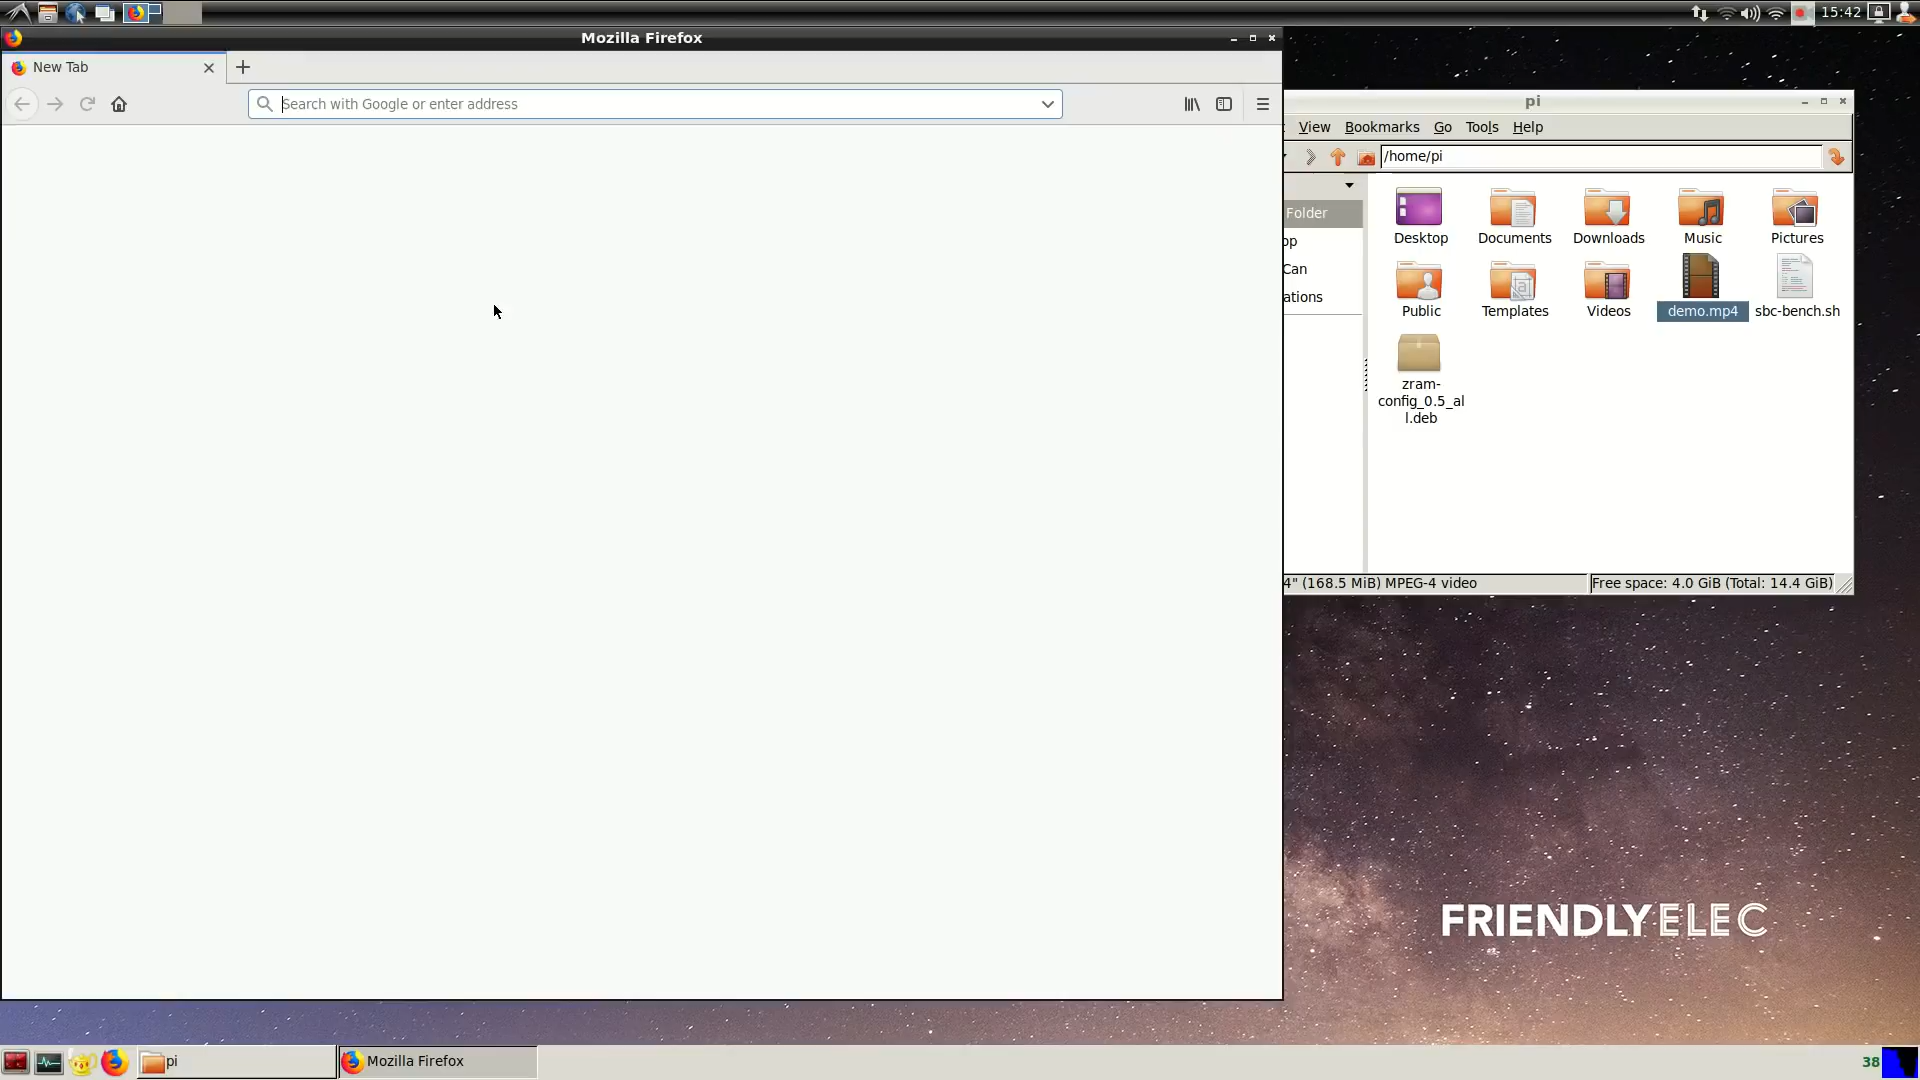 15:42
Mozilla Firefox
New Tab
Search with Google or enter address
pi
View Bookmarks Go Tools Help
/home/pi
Folder
op
Can
ations
Desktop Documents Downloads Music Pictures
Public Templates Videos demo.mp4 sbc-bench.sh
zram-
config_0.5_al
l.deb
4" (168.5 MiB) MPEG-4 video Free space: 4.0 GiB (Total: 14.4 GiB)
FRIENDLYELEC
pi Mozilla Firefox 38